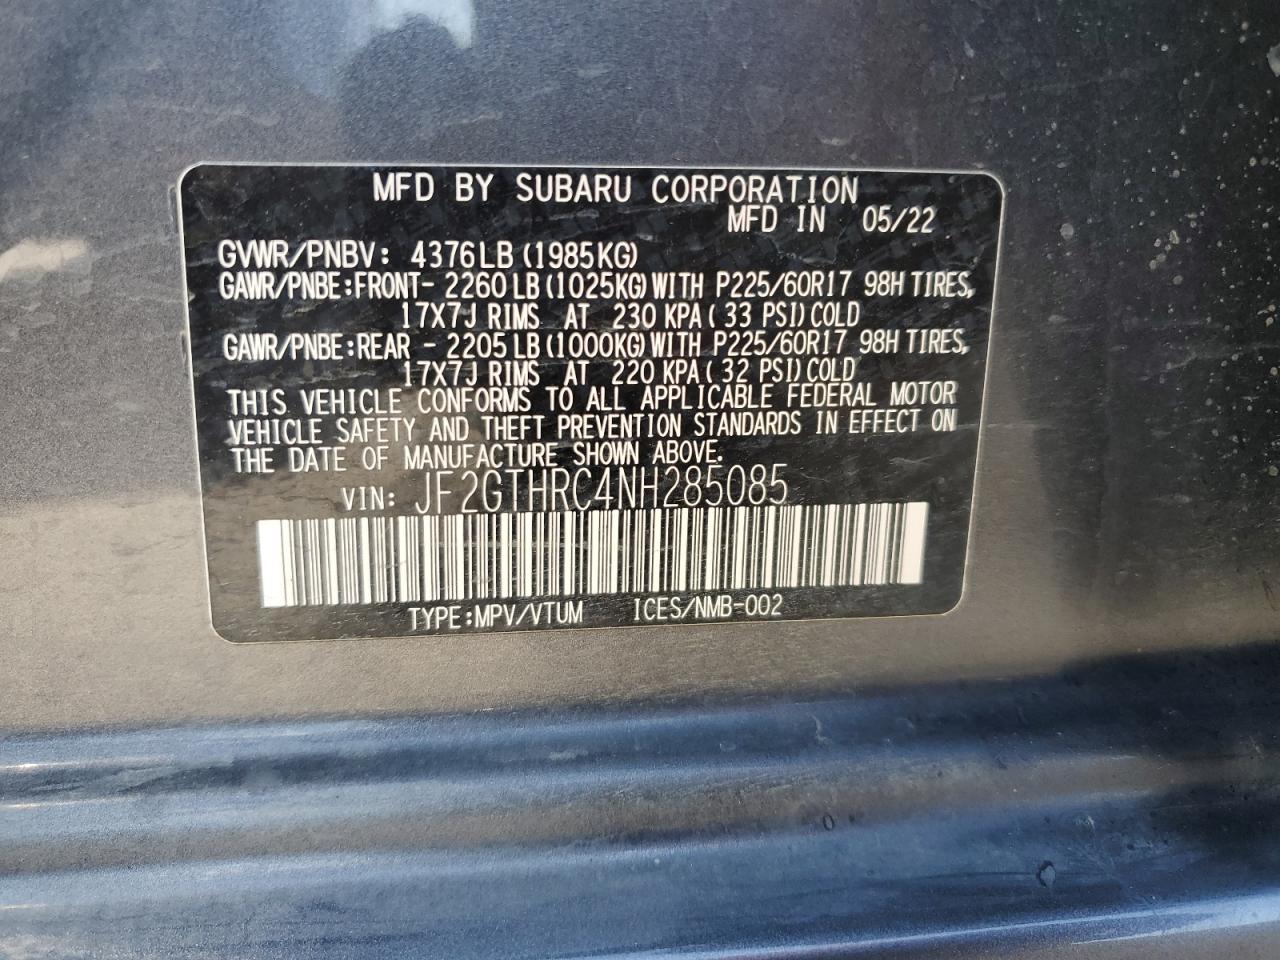 MFD BY SUBARU CORPORATION
MFD IN 05/22
GVWR/PNBV: 4376LB (1985KG)
GAWR/PNBE:FRONT- 2260 LB (1025KG) WITH P225/60R17 98H TIRES,
17X7J RIMS AT 230 KPA ( 33 PSI) COLD
GAWR/PNBE:REAR - 2205 LB (1000KG) WITH P225/60R17 98H TIRES,
17X7J RIMS AT 220 KPA ( 32 PSI) COLD
THIS VEHICLE CONFORMS TO ALL APPLICABLE FEDERAL MOTOR
VEHICLE SAFETY AND THEFT PREVENTION STANDARDS IN EFFECT ON
THE DATE OF MANUFACTURE SHOWN ABOVE.
VIN: JF2GTHRC4NH285085
TYPE:MPV/VTUM ICES/NMB-002